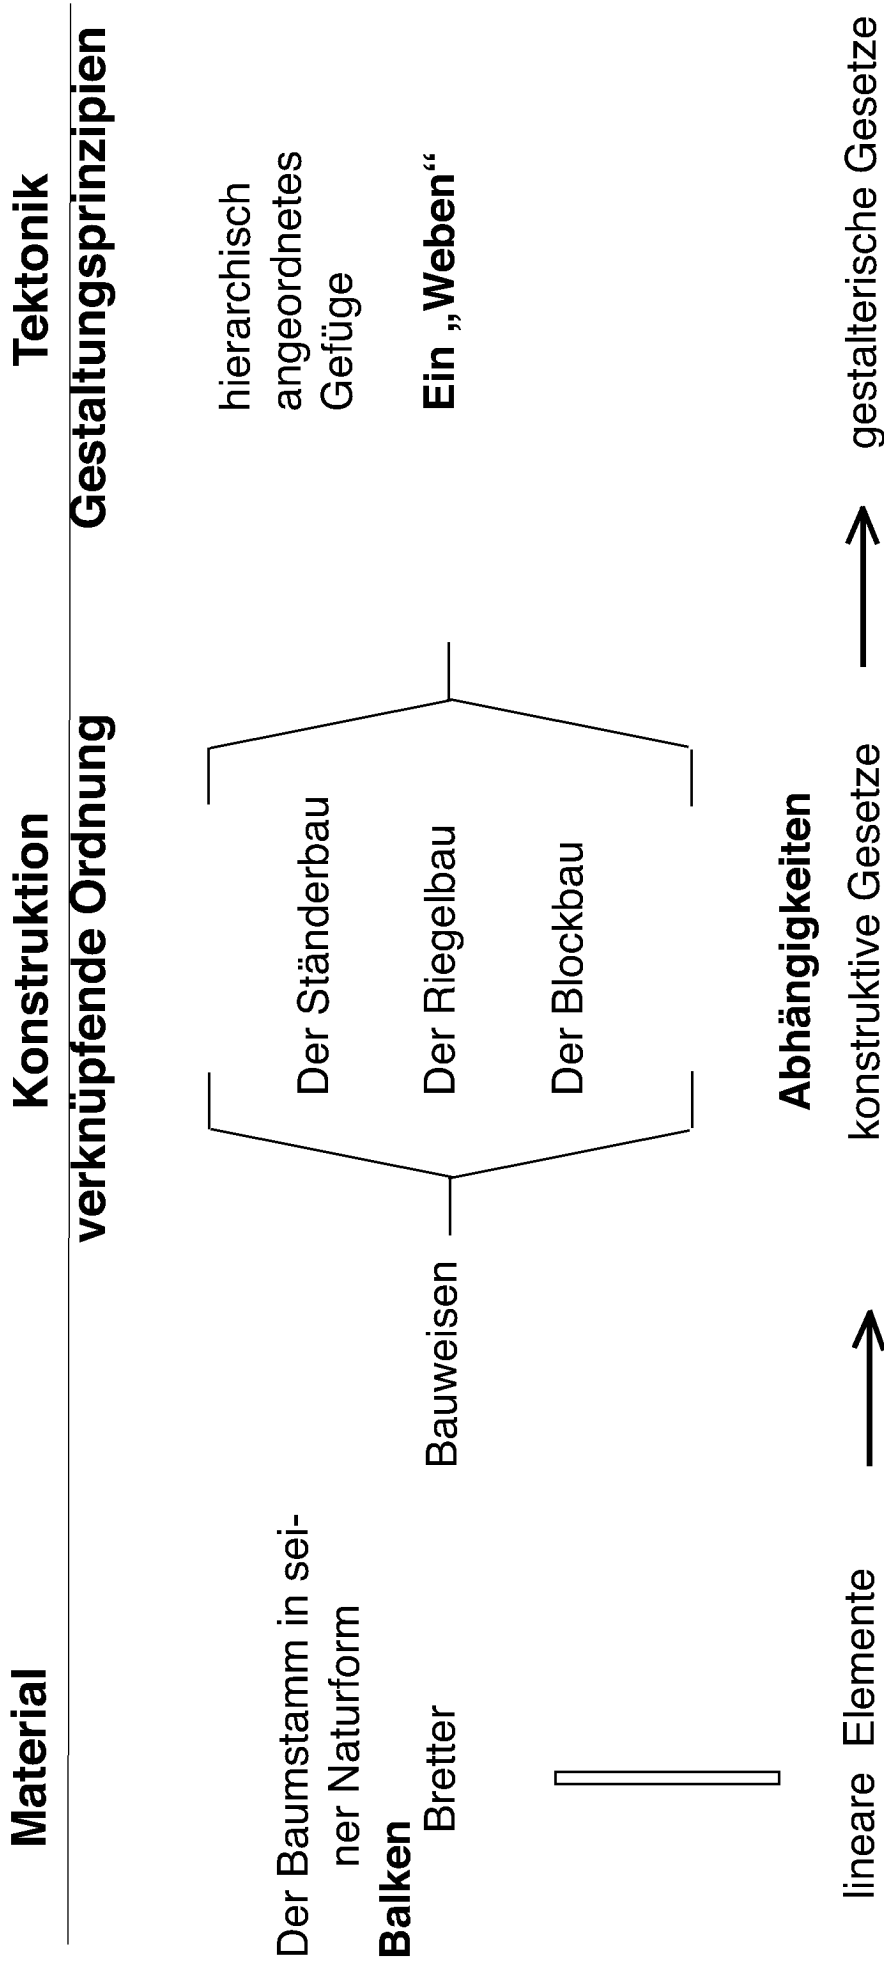 Material
Konstruktion
Tektonik
verknüpfende Ordnung
Gestaltungsprinzipien
Der Baumstamm in sei-
ner Naturform
Balken
Bretter
Bauweisen
Der Ständerbau
Der Riegelbau
Der Blockbau
hierarchisch
angeordnetes
Gefüge
Ein „Weben“
Abhängigkeiten
lineare Elemente
konstruktive Gesetze
gestalterische Gesetze